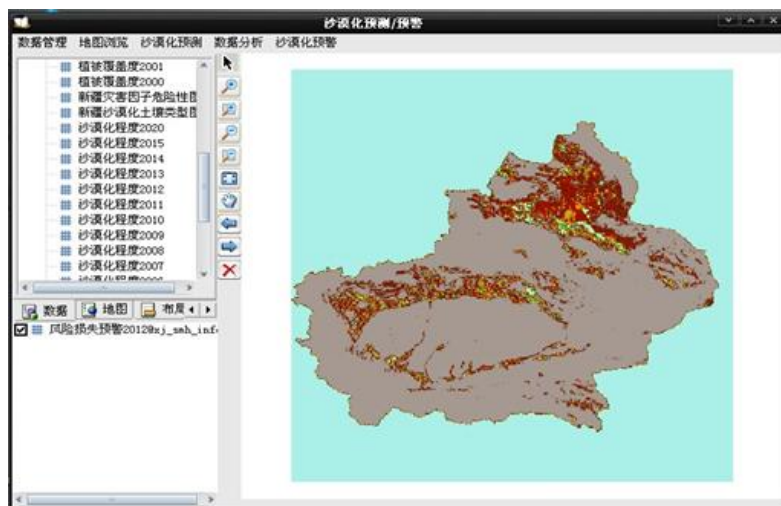 沙漠化预测/预警
数据管理 地图浏览 沙漠化预测 数据分析 沙漠化预警
植被覆盖度2001
植被覆盖度2000
新疆灾害因子危险性图
新疆沙漠化土壤类型图
沙漠化程度2020
沙漠化程度2015
沙漠化程度2014
沙漠化程度2013
沙漠化程度2012
沙漠化程度2011
沙漠化程度2010
沙漠化程度2009
沙漠化程度2008
沙漠化程度2007
数据 地图 布局
风险损失预警2012@xj_smh_inf